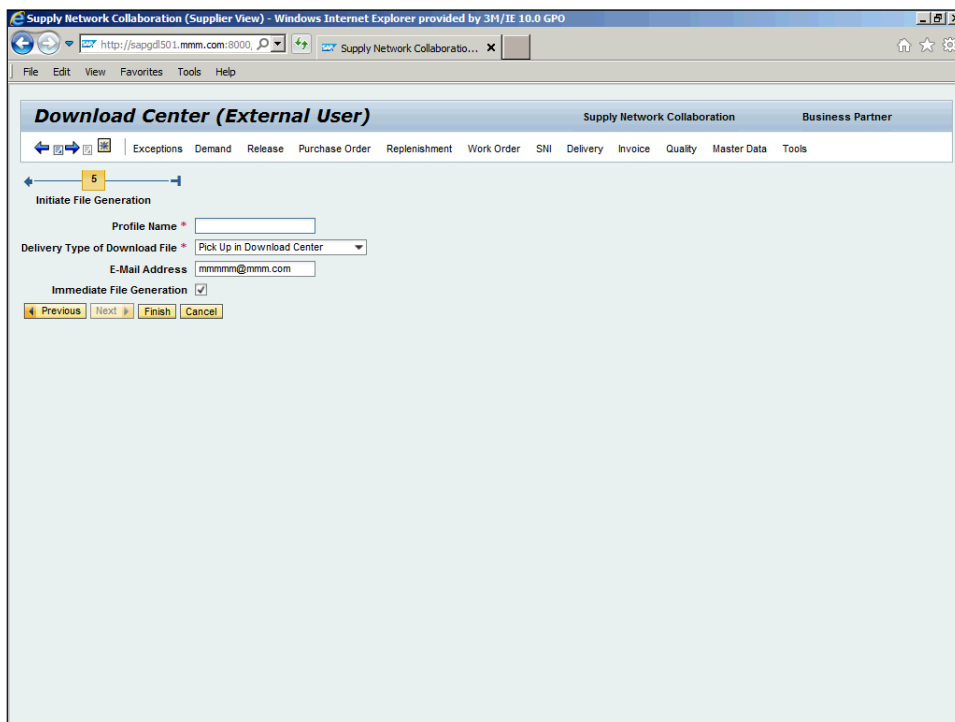 Supply Network Collaboration (Supplier View) - Windows Internet Explorer provided by 3M/IE 10.0 GPO
http://sapgdl501.mmm.com:8000,
Supply Network Collaboratio...
File Edit View Favorites Tools Help
Download Center (External User) Supply Network Collaboration Business Partner
Exceptions Demand Release Purchase Order Replenishment Work Order SNI Delivery Invoice Quality Master Data Tools
5
Initiate File Generation
Profile Name *
Delivery Type of Download File * Pick Up in Download Center
E-Mail Address mmmmm@mmm.com
Immediate File Generation
Previous Next Finish Cancel